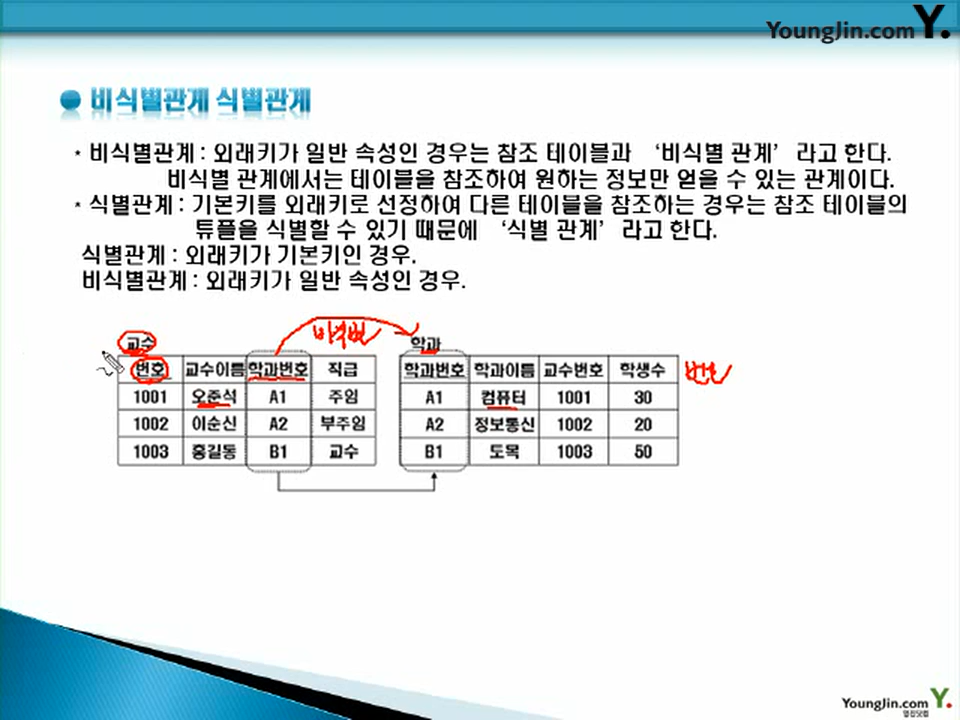 YoungJin.com Y.
비식별관계 식별관계
* 비식별관계 : 외래키가 일반 속성인 경우는 참조 테이블과 ‘비식별 관계’ 라고 한다.
비식별 관계에서는 테이블을 참조하여 원하는 정보만 얻을 수 있는 관계이다.
* 식별관계 : 기본키를 외래키로 선정하여 다른 테이블을 참조하는 경우는 참조 테이블의
튜플을 식별할 수 있기 때문에 ‘식별 관계’ 라고 한다.
식별관계 : 외래키가 기본키인 경우.
비식별관계 : 외래키가 일반 속성인 경우.
교수 학과
번호 교수이름 학과번호 직급 학과번호 학과이름 교수번호 학생수
1001 오준석 A1 주임 A1 컴퓨터 1001 30
1002 이순신 A2 부주임 A2 정보통신 1002 20
1003 홍길동 B1 교수 B1 도목 1003 50
YoungJin.com Y.
영진닷컴